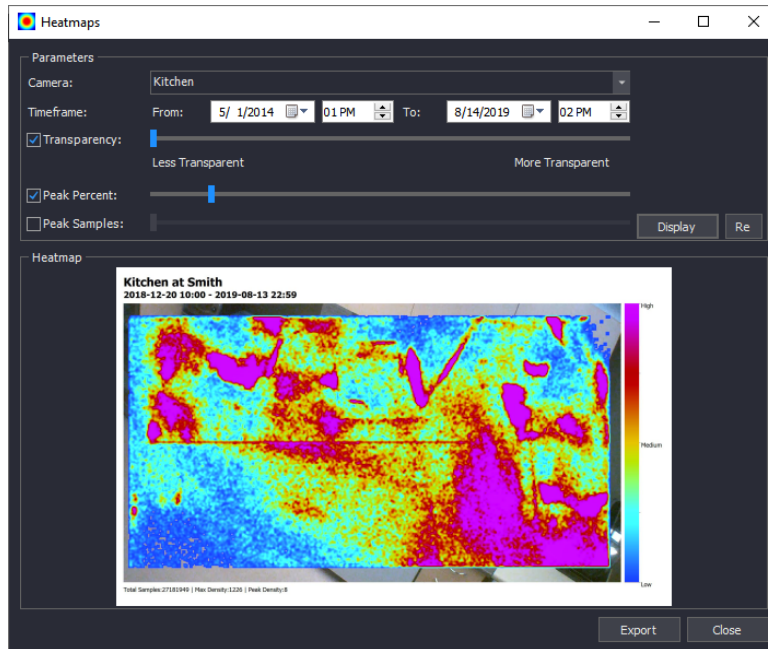 Heatmaps
Parameters
Camera: Kitchen
Timeframe: From: 5/ 1/2014 01 PM To: 8/14/2019 02 PM
Transparency:
Less Transparent More Transparent
Peak Percent:
Peak Samples:
Display Re
Heatmap
Kitchen at Smith
2018-12-20 10:00 - 2019-08-13 22:59
High
Medium
Low
Total Samples:27181949 | Max Density:1226 | Peak Density:8
Export Close